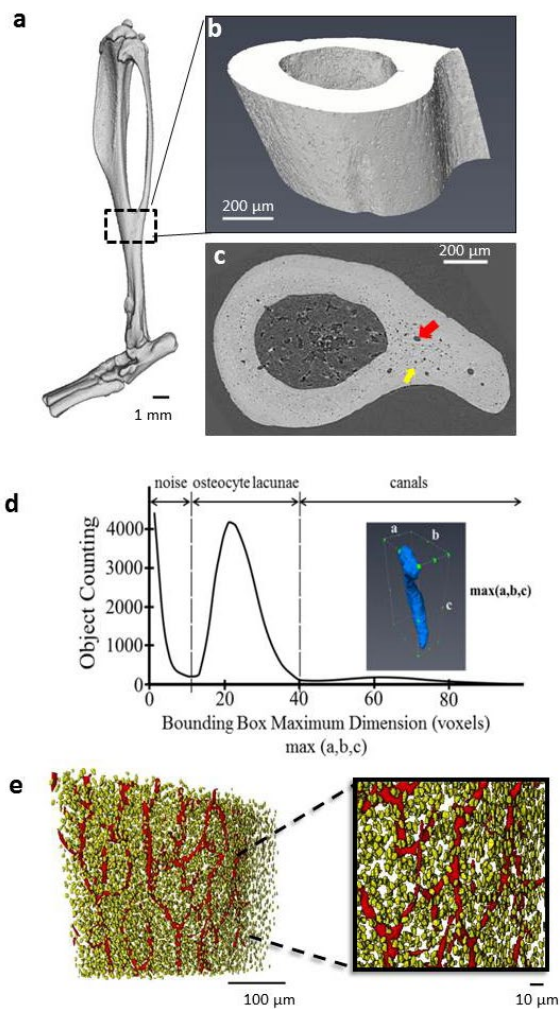 a
1 mm
b
200 µm
c
200 µm
d
noise
osteocyte lacunae
canals
Object Counting
4000
3000
2000
1000
0
0
20
40
60
80
Bounding Box Maximum Dimension (voxels)
max (a,b,c)
a
b
c
max(a,b,c)
e
100 µm
10 µm